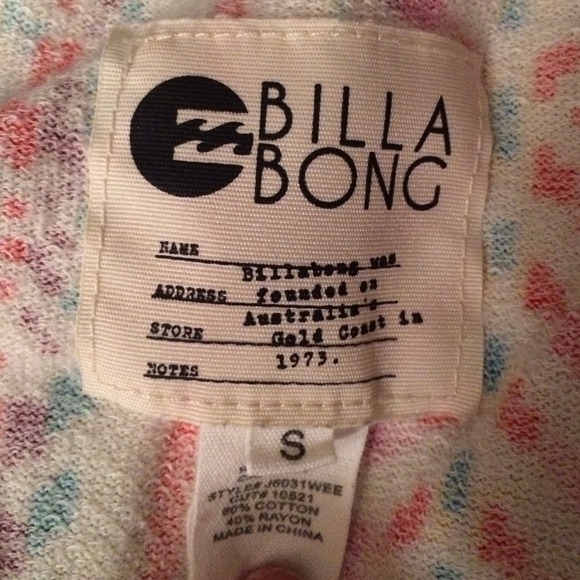 BILLA
BONG
NAME
Billabong was
ADDRESS founded on
Australia's
STORE Gold Coast in
NOTES 1973.
S
STYLE# J6031WEE
CUT# 10521
60% COTTON
40% RAYON
MADE IN CHINA